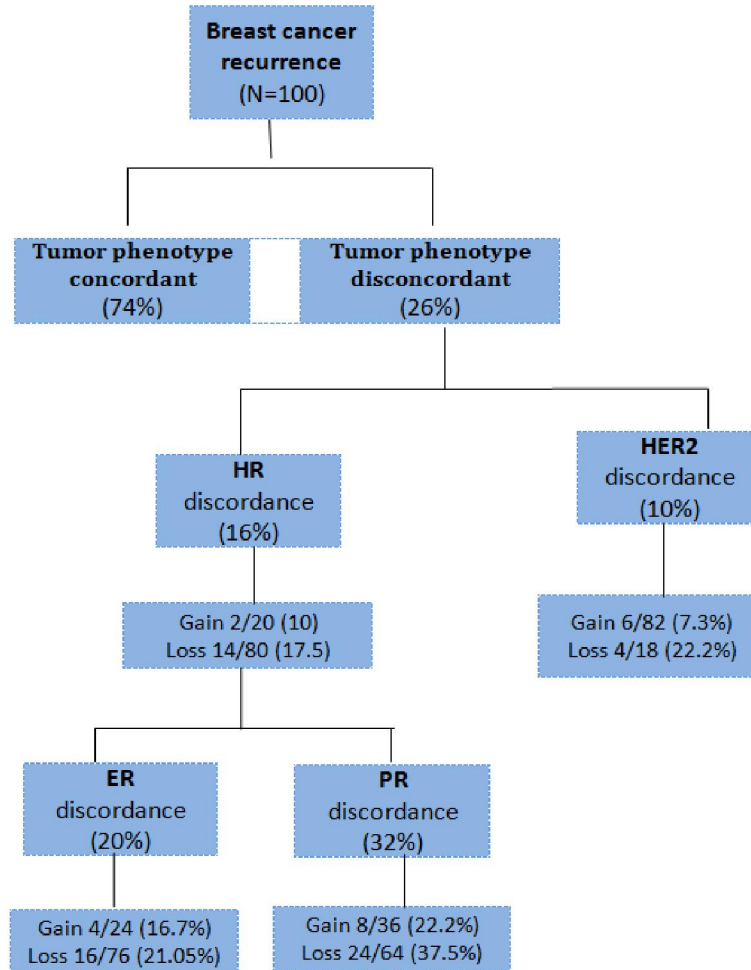 Breast cancer
recurrence
(N=100)
Tumor phenotype
concordant
(74%)
Tumor phenotype
disconcordant
(26%)
HR
discordance
(16%)
HER2
discordance
(10%)
Gain 2/20 (10)
Loss 14/80 (17.5)
Gain 6/82 (7.3%)
Loss 4/18 (22.2%)
ER
discordance
(20%)
PR
discordance
(32%)
Gain 4/24 (16.7%)
Loss 16/76 (21.05%)
Gain 8/36 (22.2%)
Loss 24/64 (37.5%)